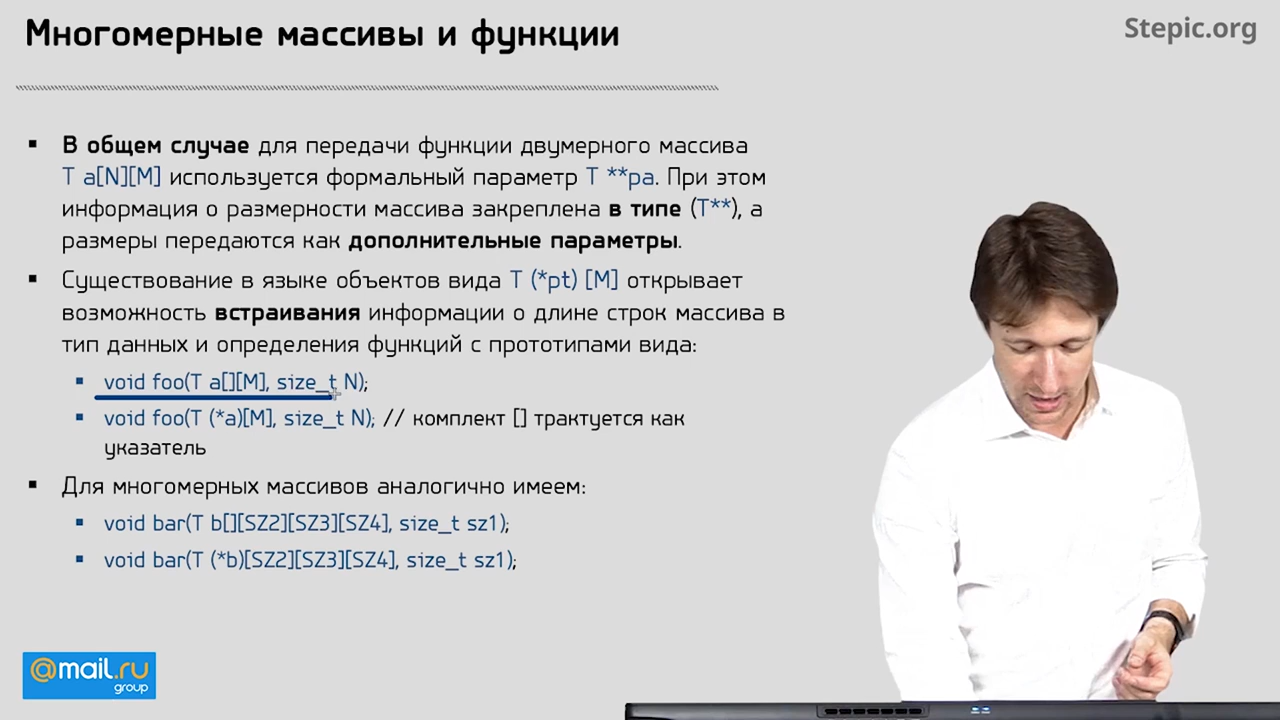 Многомерные массивы и функции
Stepic.org
▪ В общем случае для передачи функции двумерного массива
T a[N][M] используется формальный параметр T **pa. При этом
информация о размерности массива закреплена в типе (T**), а
размеры передаются как дополнительные параметры.
▪ Существование в языке объектов вида T (*pt) [M] открывает
возможность встраивания информации о длине строк массива в
тип данных и определения функций с прототипами вида:
▪ void foo(T a[][M], size_t N);
▪ void foo(T (*a)[M], size_t N); // комплект [] трактуется как
указатель
▪ Для многомерных массивов аналогично имеем:
▪ void bar(T b[][SZ2][SZ3][SZ4], size_t sz1);
▪ void bar(T (*b)[SZ2][SZ3][SZ4], size_t sz1);
@mail.ru
group